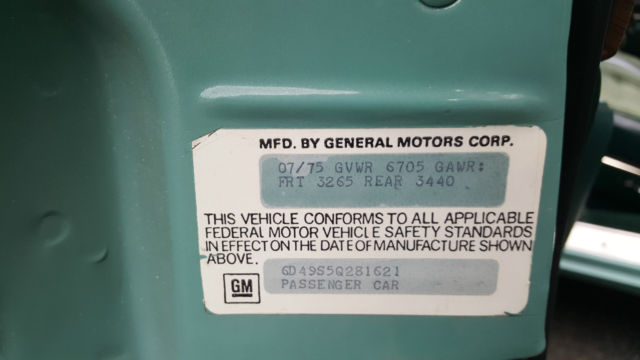 MFD. BY GENERAL MOTORS CORP.
07/75 GVWR 6705 GAWR:
FRT 3265 REAR 3440
THIS VEHICLE CONFORMS TO ALL APPLICABLE
FEDERAL MOTOR VEHICLE SAFETY STANDARDS
IN EFFECT ON THE DATE OF MANUFACTURE SHOWN
ABOVE.
6D49S5Q281621
PASSENGER CAR
GM